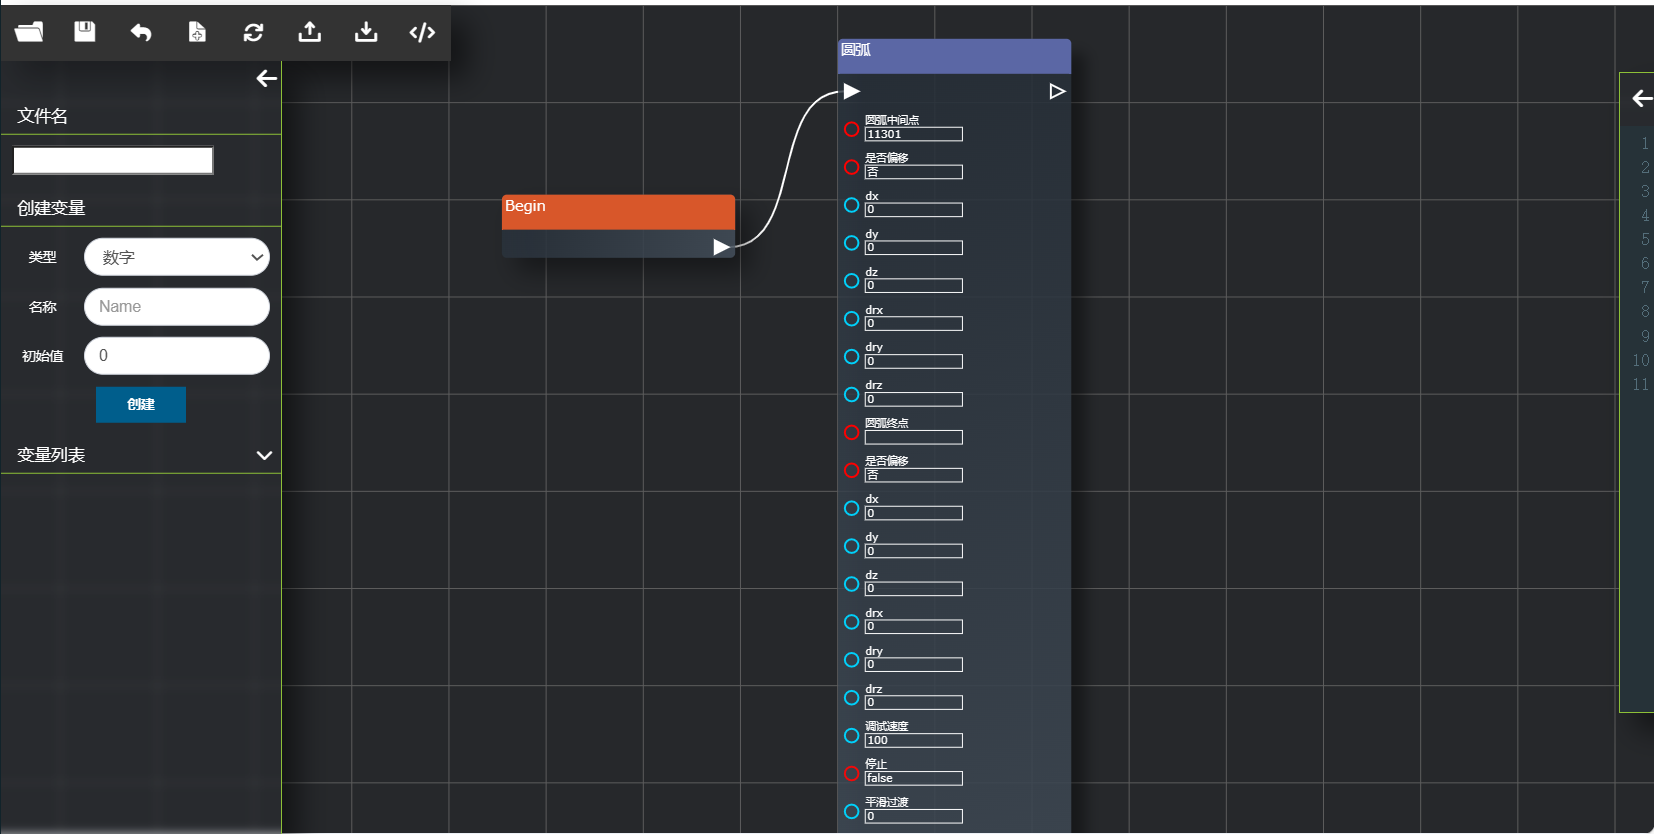 文件名
创建变量
类型
数字
名称
Name
初始值
0
创建
变量列表
Begin
圆弧
圆弧中间点
11301
是否偏移
否
dx
0
dy
0
dz
0
drx
0
dry
0
drz
0
圆弧终点
是否偏移
否
dx
0
dy
0
dz
0
drx
0
dry
0
drz
0
调试速度
100
停止
false
平滑过渡
0
1
2
3
4
5
6
7
8
9
10
11